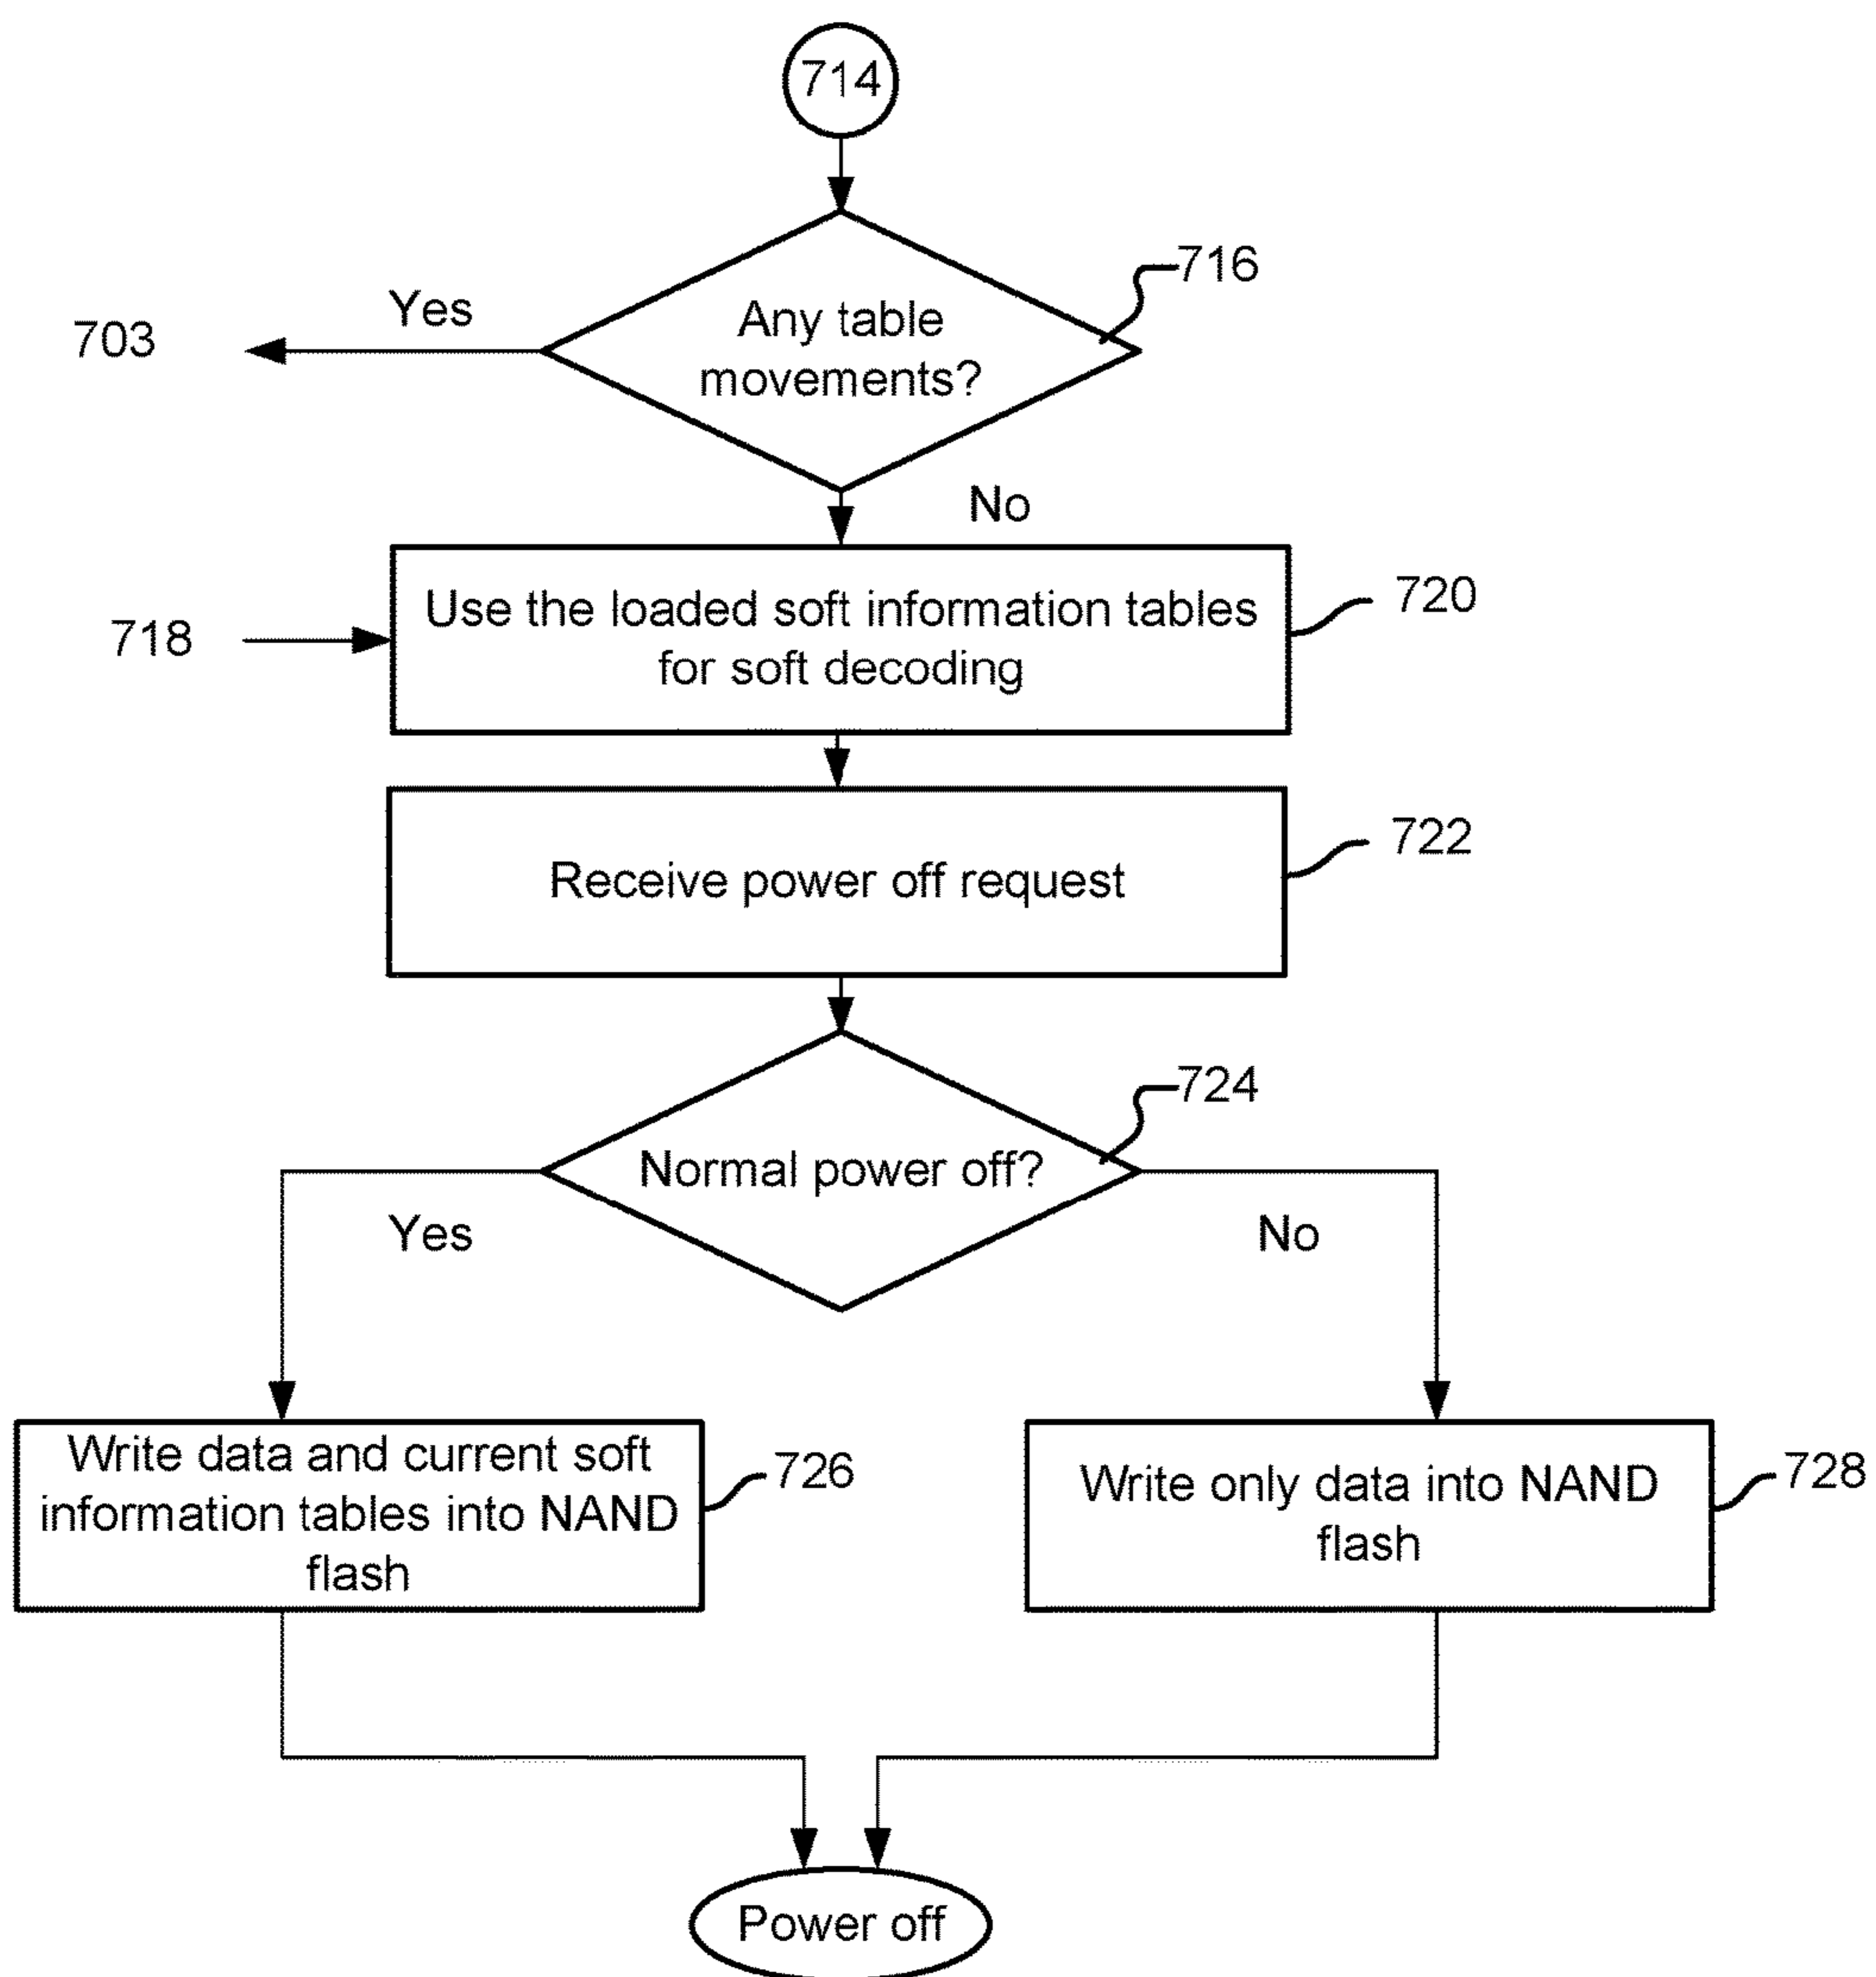 714
716
Any table
movements?
Yes
703
No
Use the loaded soft information tables
for soft decoding
720
718
Receive power off request
722
724
Normal power off?
Yes
No
Write data and current soft
information tables into NAND
flash
726
Write only data into NAND
flash
728
Power off